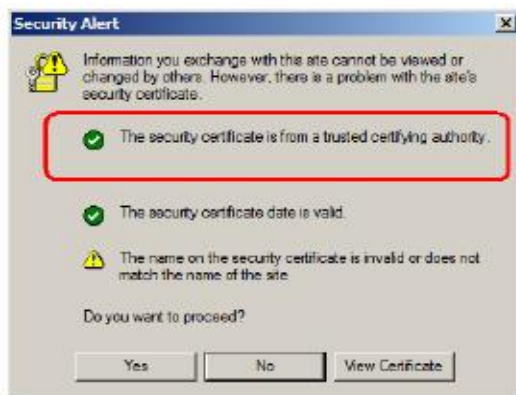 Security Alert
Information you exchange with this site cannot be viewed or
changed by others. However, there is a problem with the site's
security certificate.
The security certificate is from a trusted certifying authority.
The security certificate date is valid.
The name on the security certificate is invalid or does not
match the name of the site
Do you want to proceed?
Yes
No
View Certificate